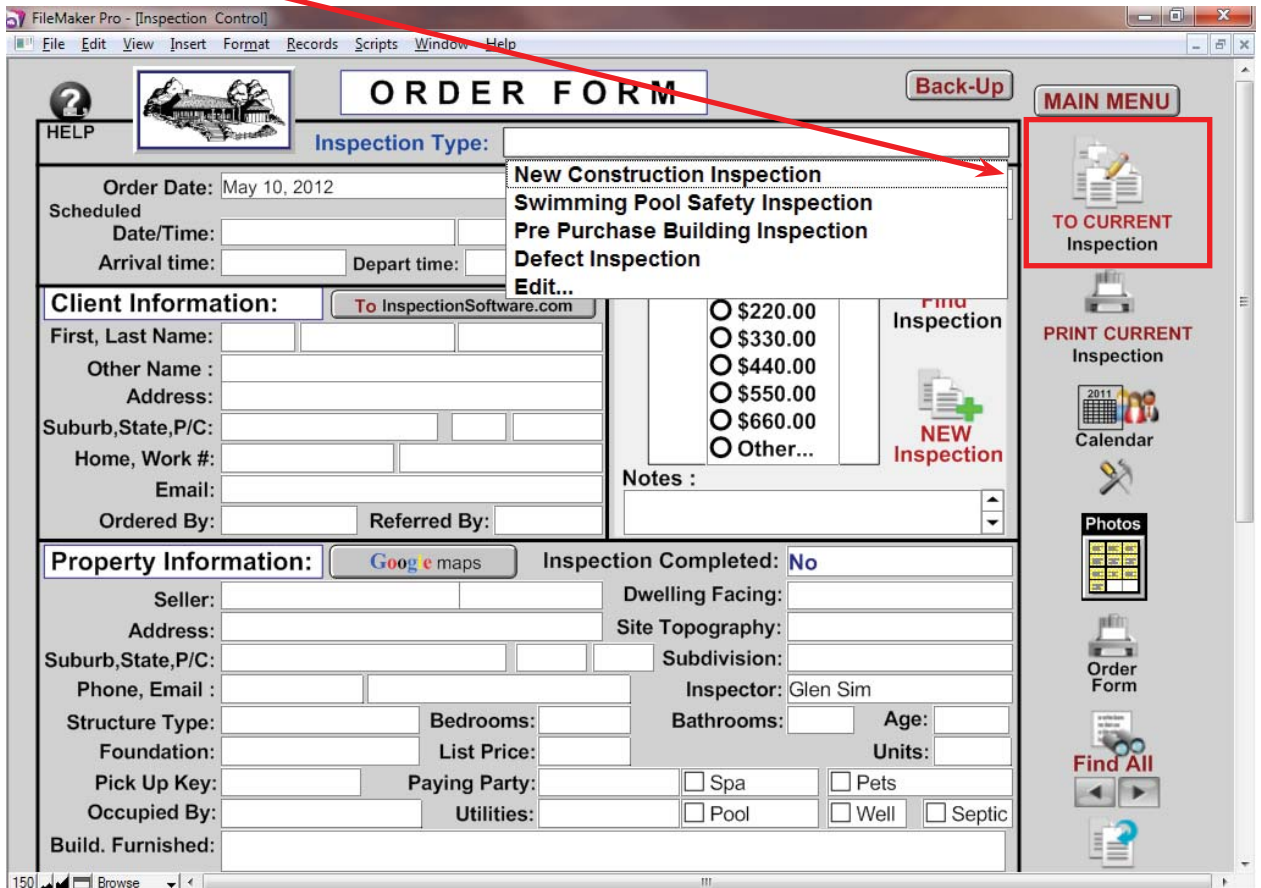 FileMaker Pro - [Inspection Control]
File Edit View Insert Format Records Scripts Window Help
HELP
ORDER FORM
Back-Up
MAIN MENU
Inspection Type:
New Construction Inspection
Swimming Pool Safety Inspection
Pre Purchase Building Inspection
Defect Inspection
Edit...
Order Date: May 10, 2012
Scheduled
Date/Time:
Arrival time: Depart time:
TO CURRENT
Inspection
Client Information: To InspectionSoftware.com
First, Last Name:
Other Name :
Address:
Suburb,State,P/C:
Home, Work #:
Email:
Ordered By: Referred By:
$220.00
$330.00
$440.00
$550.00
$660.00
Other...
Find
Inspection
NEW
Inspection
Notes :
PRINT CURRENT
Inspection
2011
Calendar
Photos
Order
Form
Find All
Property Information: Google maps Inspection Completed: No
Seller: Dwelling Facing:
Address: Site Topography:
Suburb,State,P/C: Subdivision:
Phone, Email : Inspector: Glen Sim
Structure Type: Bedrooms: Bathrooms: Age:
Foundation: List Price: Units:
Pick Up Key: Paying Party: Spa Pets
Occupied By: Utilities: Pool Well Septic
Build. Furnished:
150 Browse